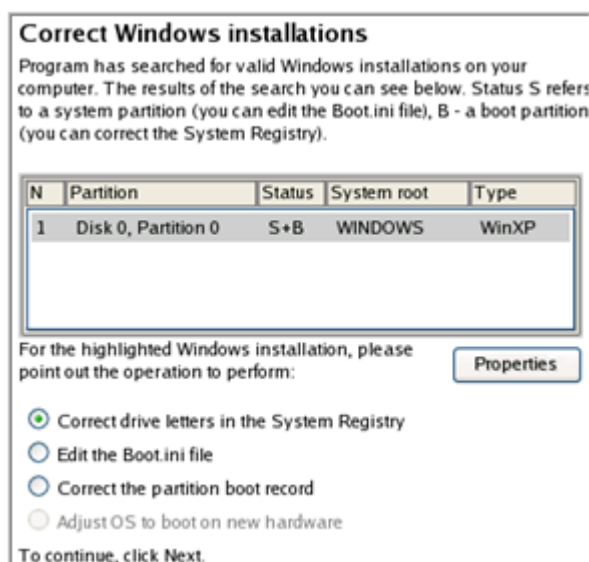 Correct Windows installations
Program has searched for valid Windows installations on your
computer. The results of the search you can see below. Status S refers
to a system partition (you can edit the Boot.ini file), B - a boot partition
(you can correct the System Registry).
N Partition Status System root Type
1 Disk 0, Partition 0 S+B WINDOWS WinXP
For the highlighted Windows installation, please
point out the operation to perform:
Properties
Correct drive letters in the System Registry
Edit the Boot.ini file
Correct the partition boot record
Adjust OS to boot on new hardware
To continue, click Next.